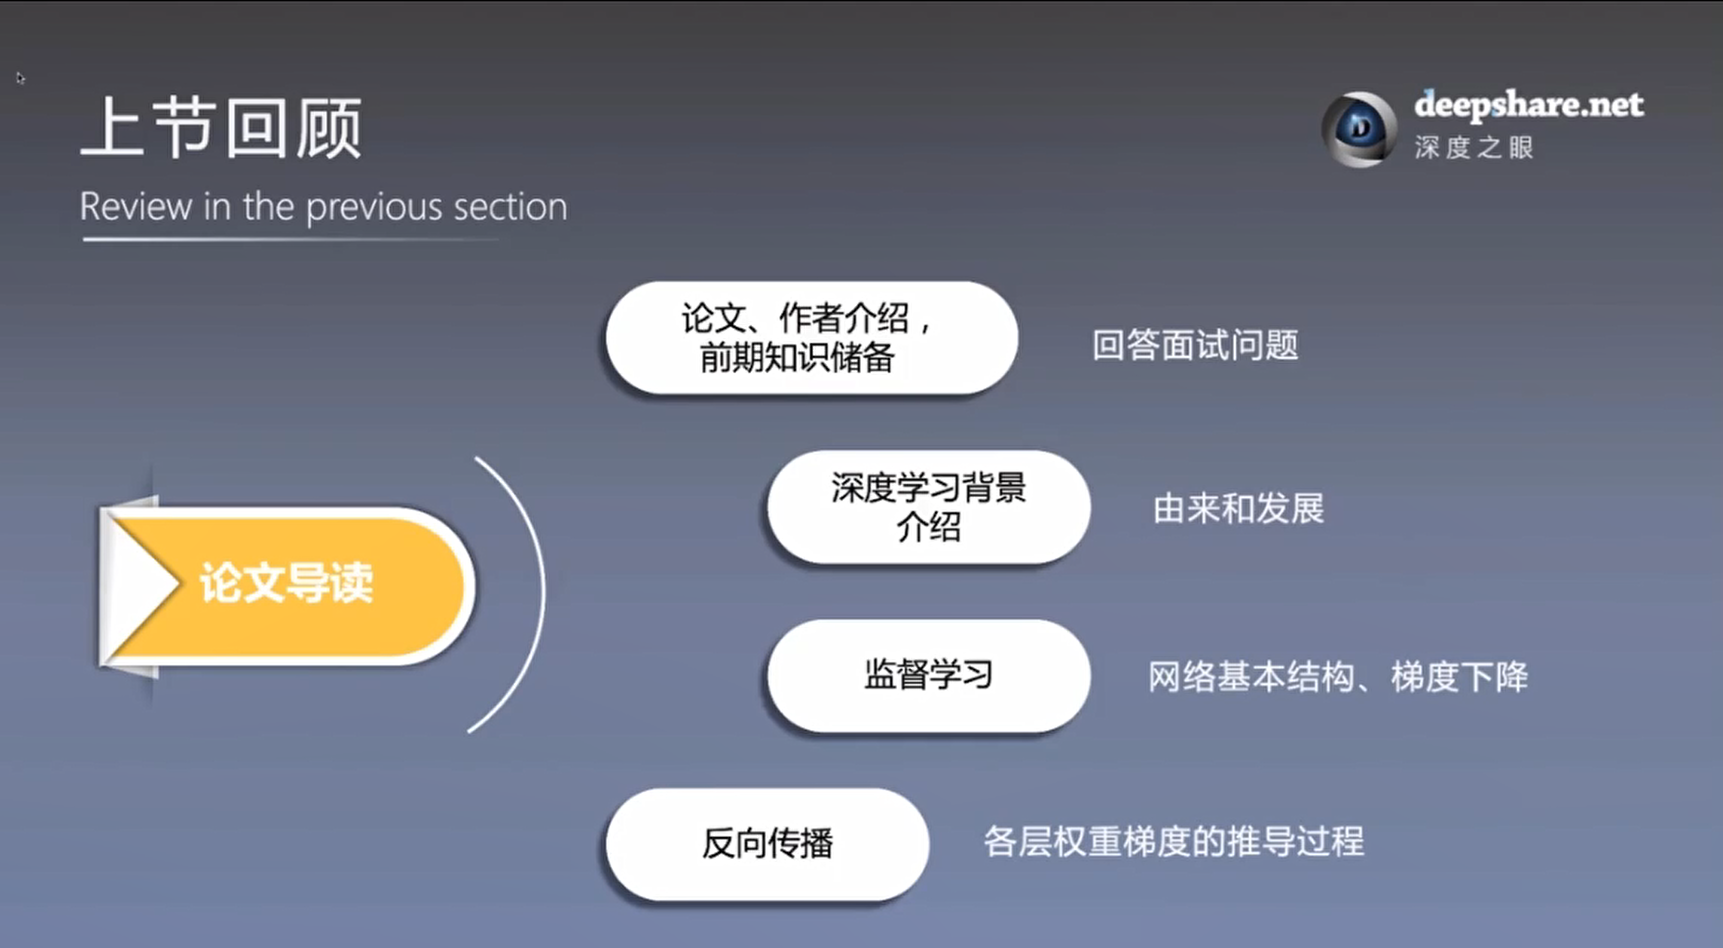 上节回顾
Review in the previous section
deepshare.net
深度之眼
论文导读
论文、作者介绍，
前期知识储备
回答面试问题
深度学习背景
介绍
由来和发展
监督学习
网络基本结构、梯度下降
反向传播
各层权重梯度的推导过程